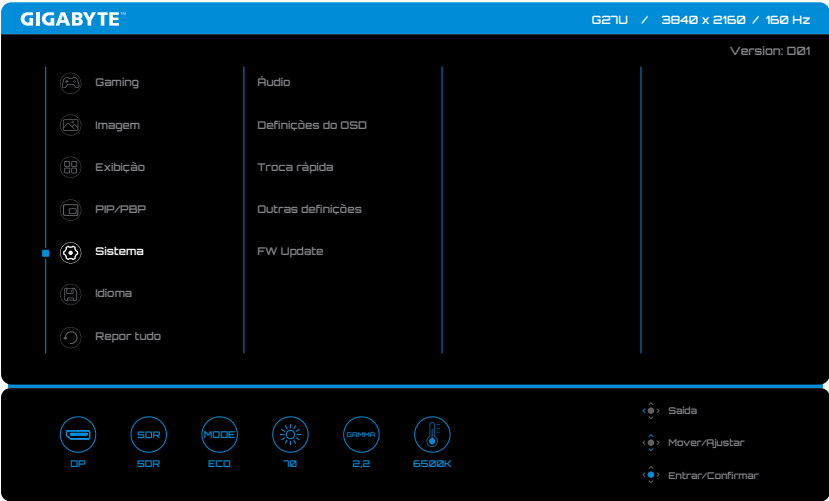 GIGABYTE™
G27U / 3840 x 2160 / 160 Hz
Version: D01
Gaming
Imagem
Exibição
PIP/PBP
Sistema
Idioma
Repor tudo
Áudio
Definições do OSD
Troca rápida
Outras definições
FW Update
SDR
MODE
GAMMA
DP
SDR
ECO
70
2,2
6500K
Saída
Mover/Ajustar
Entrar/Confirmar